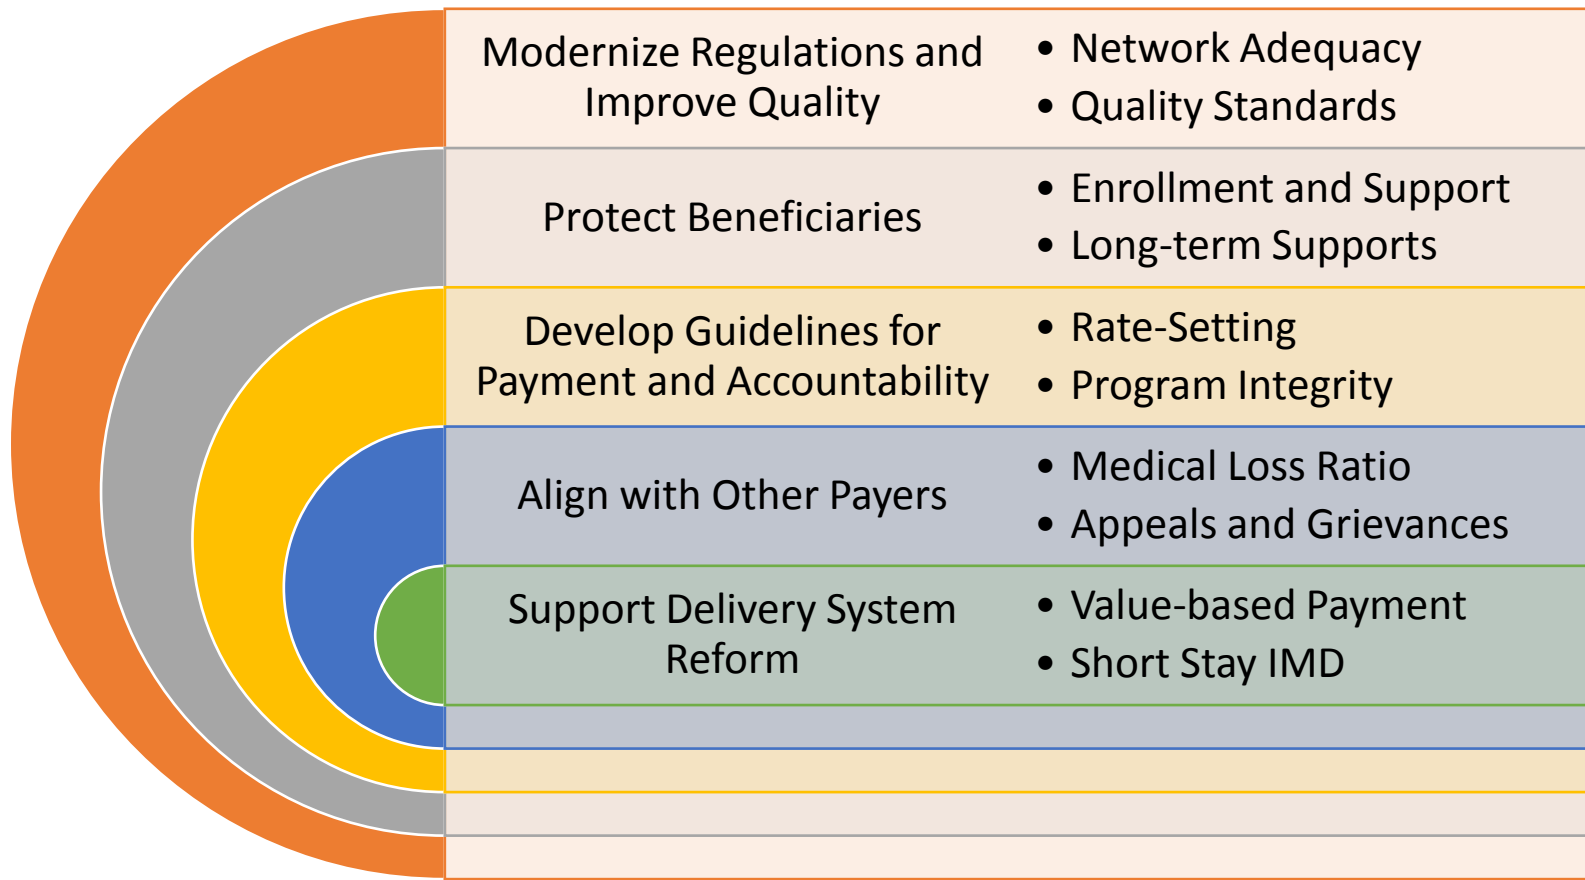 Modernize Regulations and
Improve Quality
• Network Adequacy
• Quality Standards
Protect Beneficiaries
• Enrollment and Support
• Long-term Supports
Develop Guidelines for
Payment and Accountability
• Rate-Setting
• Program Integrity
Align with Other Payers
• Medical Loss Ratio
• Appeals and Grievances
Support Delivery System
Reform
• Value-based Payment
• Short Stay IMD